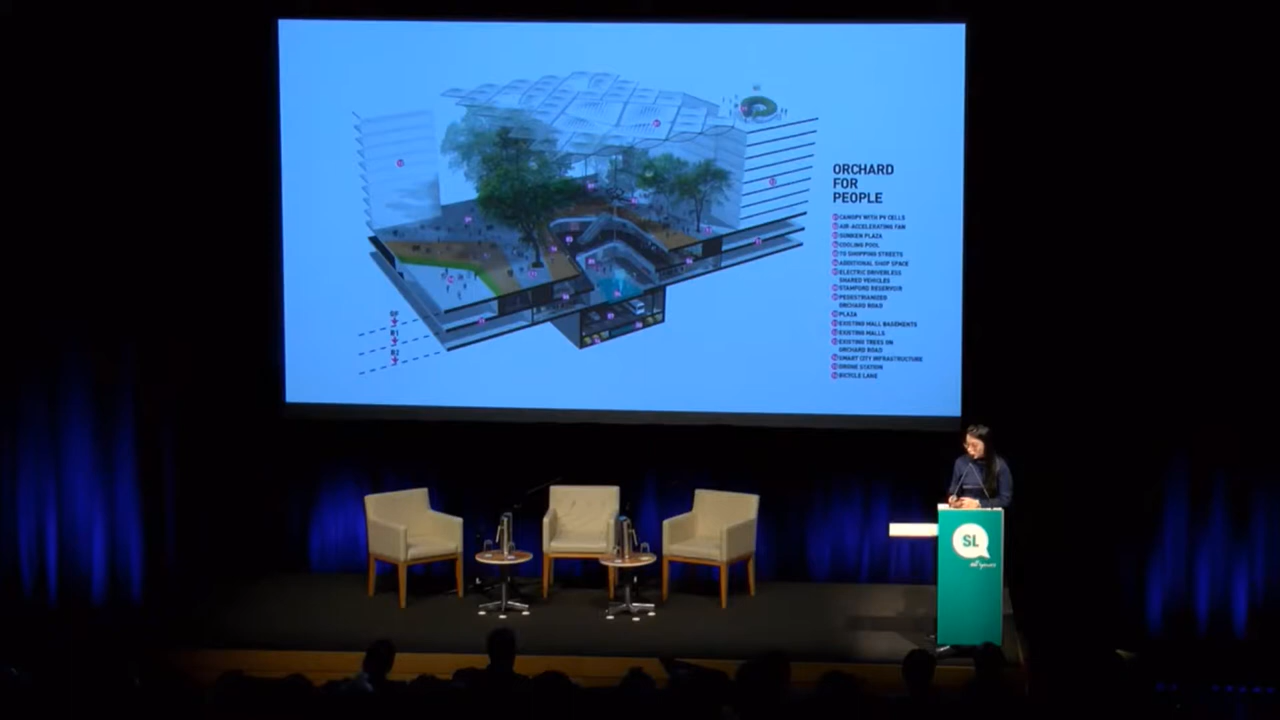 ORCHARD
FOR
PEOPLE
CANOPY WITH PV CELLS
AIR-ACCELERATING FAN
SUNKEN PLAZA
COOLING POOL
TO SHOPPING STREETS
ADDITIONAL SHOP SPACE
ELECTRIC DRIVERLESS
SHARED VEHICLES
STAMFORD RESERVOIR
PEDESTRIANIZED
ORCHARD ROAD
PLAZA
EXISTING MALL BASEMENTS
EXISTING MALLS
EXISTING TREES ON
ORCHARD ROAD
SMART CITY INFRASTRUCTURE
DRONE STATION
BICYCLE LANE
B1
B2
SL